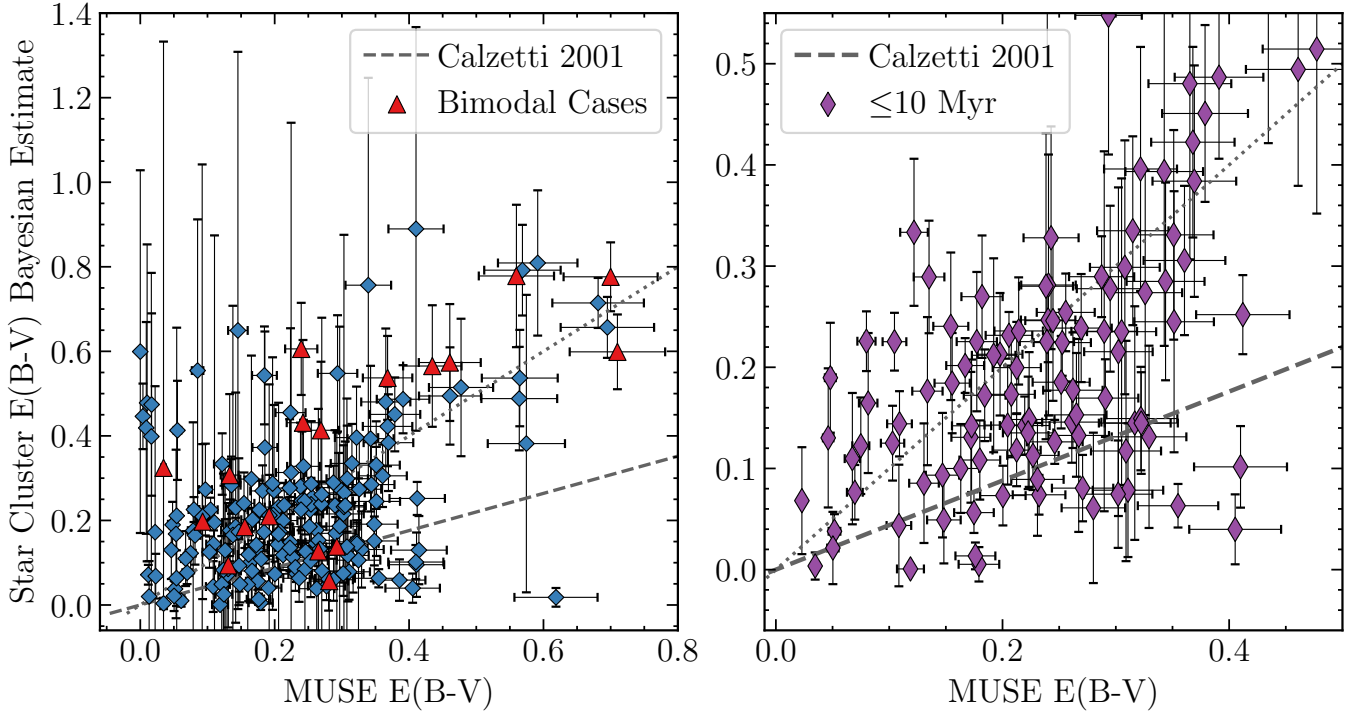 Star Cluster E(B-V) Bayesian Estimate
1.4
1.2
1.0
0.8
0.6
0.4
0.2
0.0
Calzetti 2001
Bimodal Cases
0.0 0.2 0.4 0.6 0.8
MUSE E(B-V)
0.5
0.4
0.3
0.2
0.1
0.0
Calzetti 2001
≤10 Myr
0.0 0.2 0.4
MUSE E(B-V)